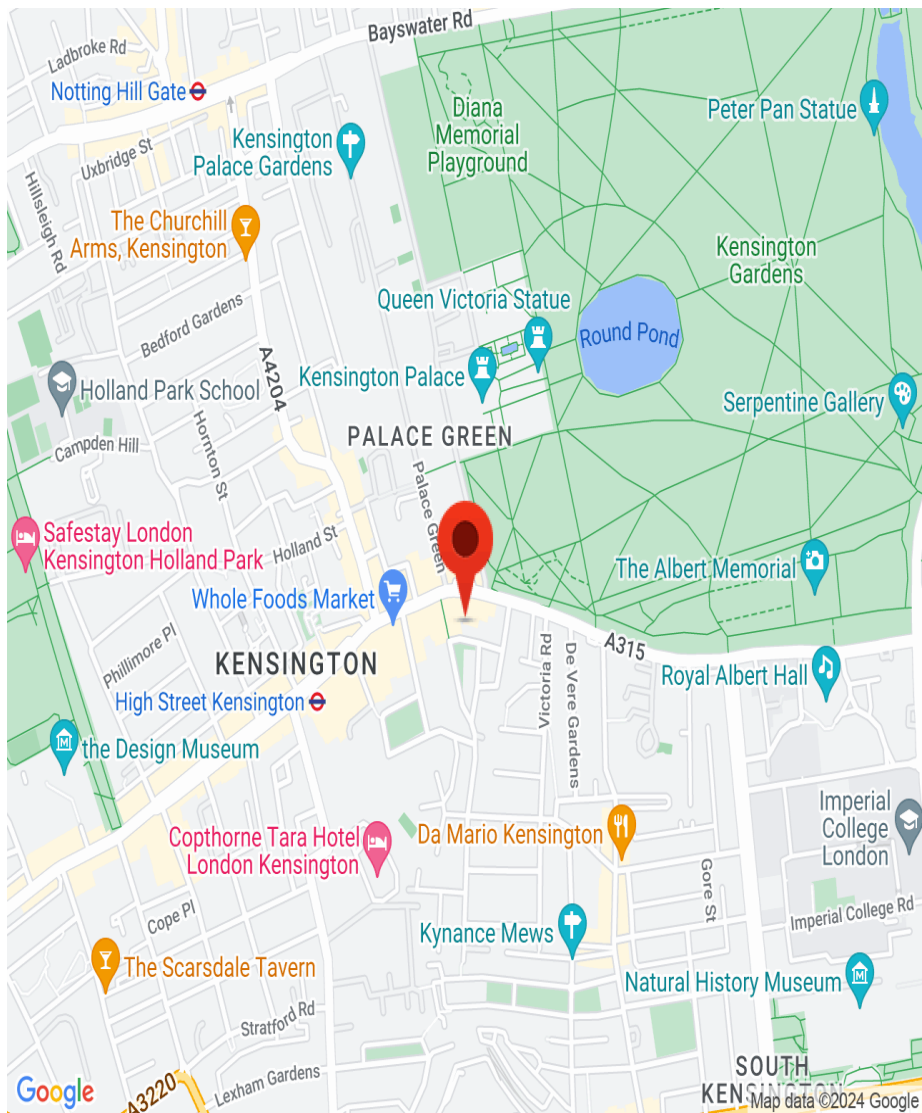 Bayswater Rd
Ladbroke Rd
Notting Hill Gate
Diana
Memorial
Playground
Peter Pan Statue
Kensington
Palace Gardens
Uxbridge St
Hillsleigh Rd
The Churchill
Arms, Kensington
Kensington
Gardens
Queen Victoria Statue
Bedford Gardens
Round Pond
A4204
Kensington Palace
Holland Park School
Serpentine Gallery
Hornton St
PALACE GREEN
Campden Hill
Palace Green
Safestay London
Kensington Holland Park
Holland St
The Albert Memorial
Whole Foods Market
Phillimore Pl
KENSINGTON
Victoria Rd
De Vere Gardens
A315
Royal Albert Hall
High Street Kensington
the Design Museum
Imperial
College
London
Copthorne Tara Hotel
London Kensington
Da Mario Kensington
Gore St
Cope Pl
Imperial College Rd
Kynance Mews
The Scarsdale Tavern
Natural History Museum
Stratford Rd
SOUTH
KENSINGTON
Google
A3220
Lexham Gardens
Map data ©2024 Google